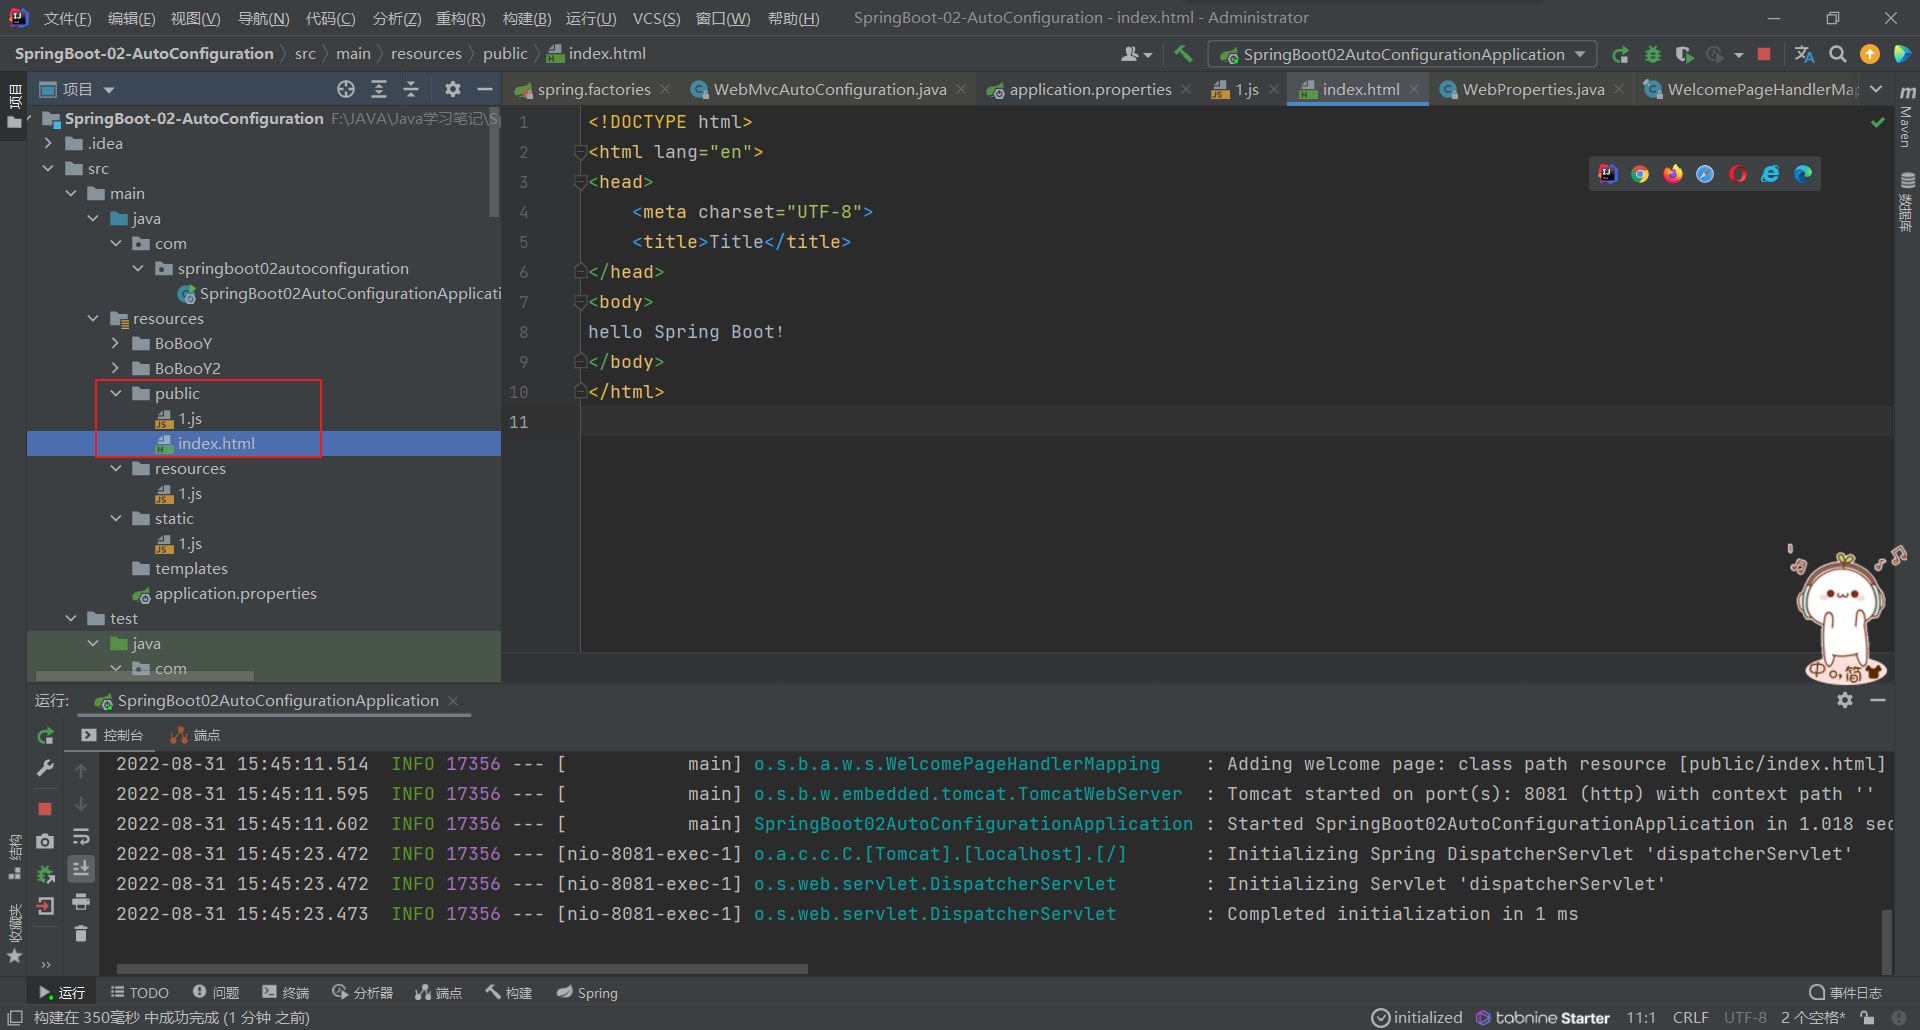 文件(F) 编辑(E) 视图(V) 导航(N) 代码(C) 分析(Z) 重构(R) 构建(B) 运行(U) VCS(S) 窗口(W) 帮助(H) SpringBoot-02-AutoConfiguration - index.html - Administrator
SpringBoot-02-AutoConfiguration src main resources public index.html SpringBoot02AutoConfigurationApplication
项目
项目
spring.factories WebMvcAutoConfiguration.java application.properties 1.js index.html WebProperties.java WelcomePageHandlerMap
Maven
数据库
SpringBoot-02-AutoConfiguration F:\JAVA\Java学习笔记\S
.idea
src
main
java
com
springboot02autoconfiguration
SpringBoot02AutoConfigurationApplicati
resources
BoBooY
BoBooY2
public
1.js
index.html
resources
1.js
static
1.js
templates
application.properties
test
java
com
1 <!DOCTYPE html>
2 <html lang="en">
3 <head>
4 <meta charset="UTF-8">
5 <title>Title</title>
6 </head>
7 <body>
8 hello Spring Boot!
9 </body>
10 </html>
11
中 简
运行: SpringBoot02AutoConfigurationApplication
控制台 端点
2022-08-31 15:45:11.514 INFO 17356 --- [ main] o.s.b.a.w.s.WelcomePageHandlerMapping : Adding welcome page: class path resource [public/index.html]
2022-08-31 15:45:11.595 INFO 17356 --- [ main] o.s.b.w.embedded.tomcat.TomcatWebServer : Tomcat started on port(s): 8081 (http) with context path ''
2022-08-31 15:45:11.602 INFO 17356 --- [ main] SpringBoot02AutoConfigurationApplication : Started SpringBoot02AutoConfigurationApplication in 1.018 sec
2022-08-31 15:45:23.472 INFO 17356 --- [nio-8081-exec-1] o.a.c.c.C.[Tomcat].[localhost].[/] : Initializing Spring DispatcherServlet 'dispatcherServlet'
2022-08-31 15:45:23.472 INFO 17356 --- [nio-8081-exec-1] o.s.web.servlet.DispatcherServlet : Initializing Servlet 'dispatcherServlet'
2022-08-31 15:45:23.473 INFO 17356 --- [nio-8081-exec-1] o.s.web.servlet.DispatcherServlet : Completed initialization in 1 ms
结构
收藏夹
运行 TODO 问题 终端 分析器 端点 构建 Spring 事件日志
构建在 350毫秒 中成功完成 (1 分钟 之前) initialized tabnine Starter 11:1 CRLF UTF-8 2 个空格*